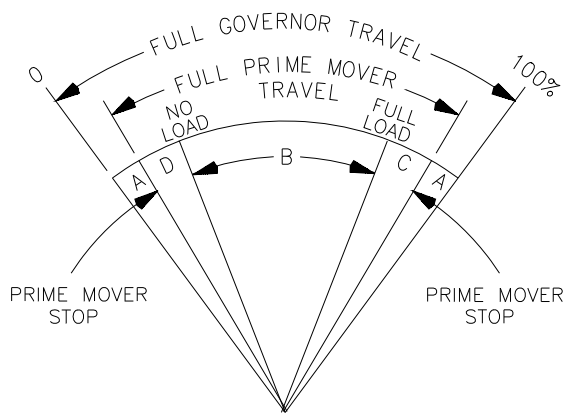 FULL GOVERNOR TRAVEL
0
100%
FULL PRIME MOVER
TRAVEL
NO
LOAD
FULL
LOAD
A
D
B
C
A
PRIME MOVER
STOP
PRIME MOVER
STOP